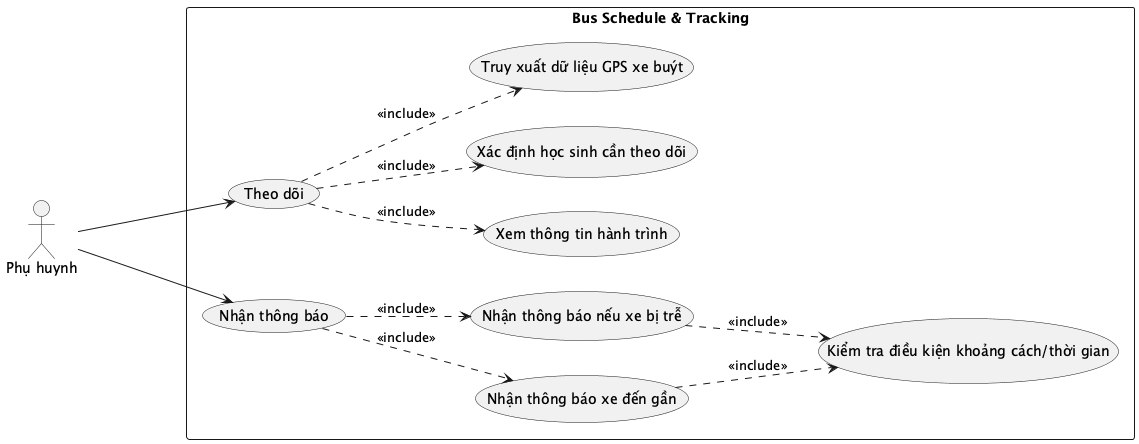 Bus Schedule & Tracking
Truy xuất dữ liệu GPS xe buýt
«include»
Xác định học sinh cần theo dõi
«include»
Theo dõi
«include»
Xem thông tin hành trình
Phụ huynh
Nhận thông báo
«include»
Nhận thông báo nếu xe bị trễ
«include»
«include»
Kiểm tra điều kiện khoảng cách/thời gian
«include»
Nhận thông báo xe đến gần